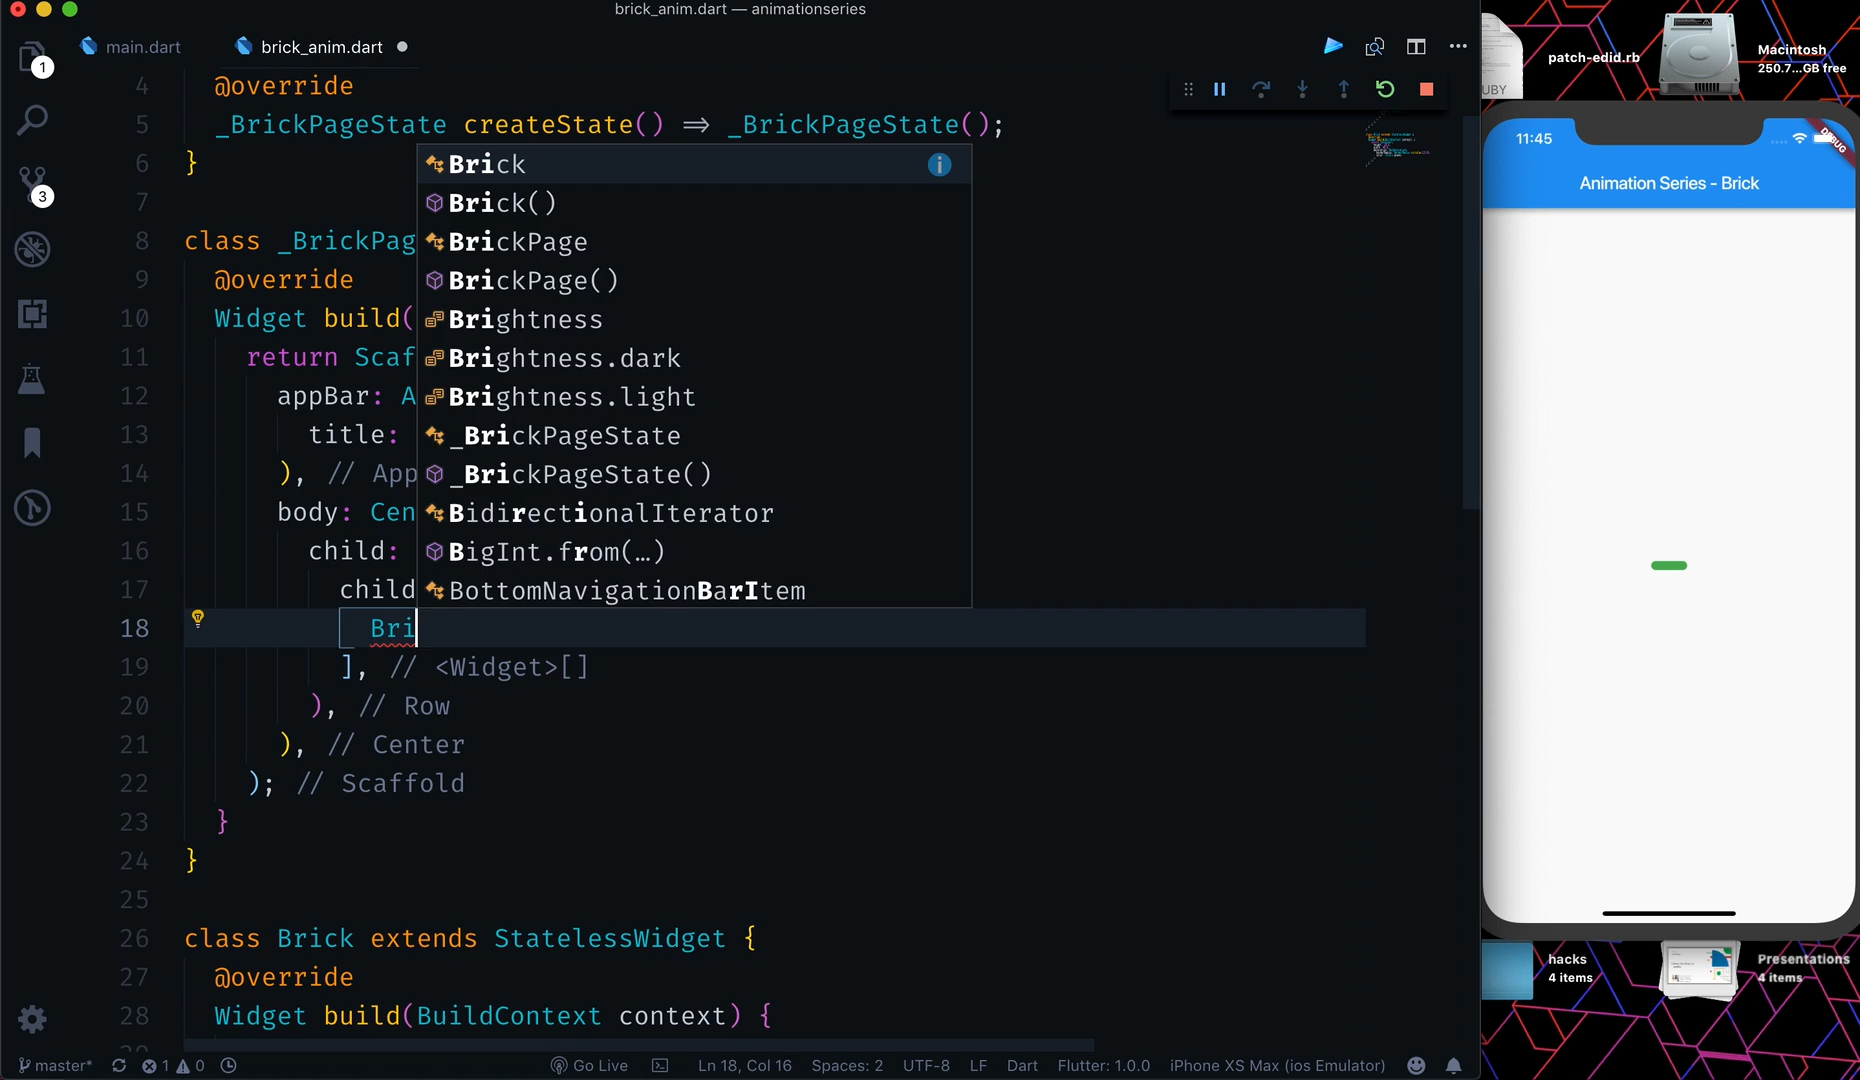 brick_anim.dart — animationseries
main.dart
brick_anim.dart
1
3
4 @override
5 _BrickPageState createState() => _BrickPageState();
6 }
7
8 class _BrickPag
9 @override
10 Widget build(
11 return Scaf
12 appBar: A
13 title:
14 ), // App
15 body: Cen
16 child:
17 child
18 Bri
19 ], // <Widget>[]
20 ), // Row
21 ), // Center
22 ); // Scaffold
23 }
24 }
25
26 class Brick extends StatelessWidget {
27 @override
28 Widget build(BuildContext context) {
Brick
Brick()
BrickPage
BrickPage()
Brightness
Brightness.dark
Brightness.light
_BrickPageState
_BrickPageState()
BidirectionalIterator
BigInt.from(…)
BottomNavigationBarItem
master*
1
0
Go Live
Ln 18, Col 16
Spaces: 2
UTF-8
LF
Dart
Flutter: 1.0.0
iPhone XS Max (ios Emulator)
UBY
patch-edid.rb
Macintosh
250.7...GB free
11:45
DEBUG
Animation Series - Brick
hacks
4 items
Presentations
4 items